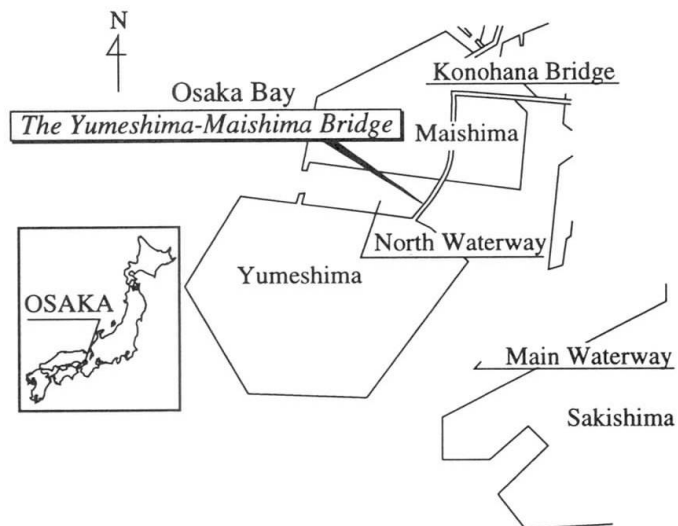 N
Osaka Bay
Konohana Bridge
The Yumeshima-Maishima Bridge
Maishima
North Waterway
Yumeshima
OSAKA
Main Waterway
Sakishima